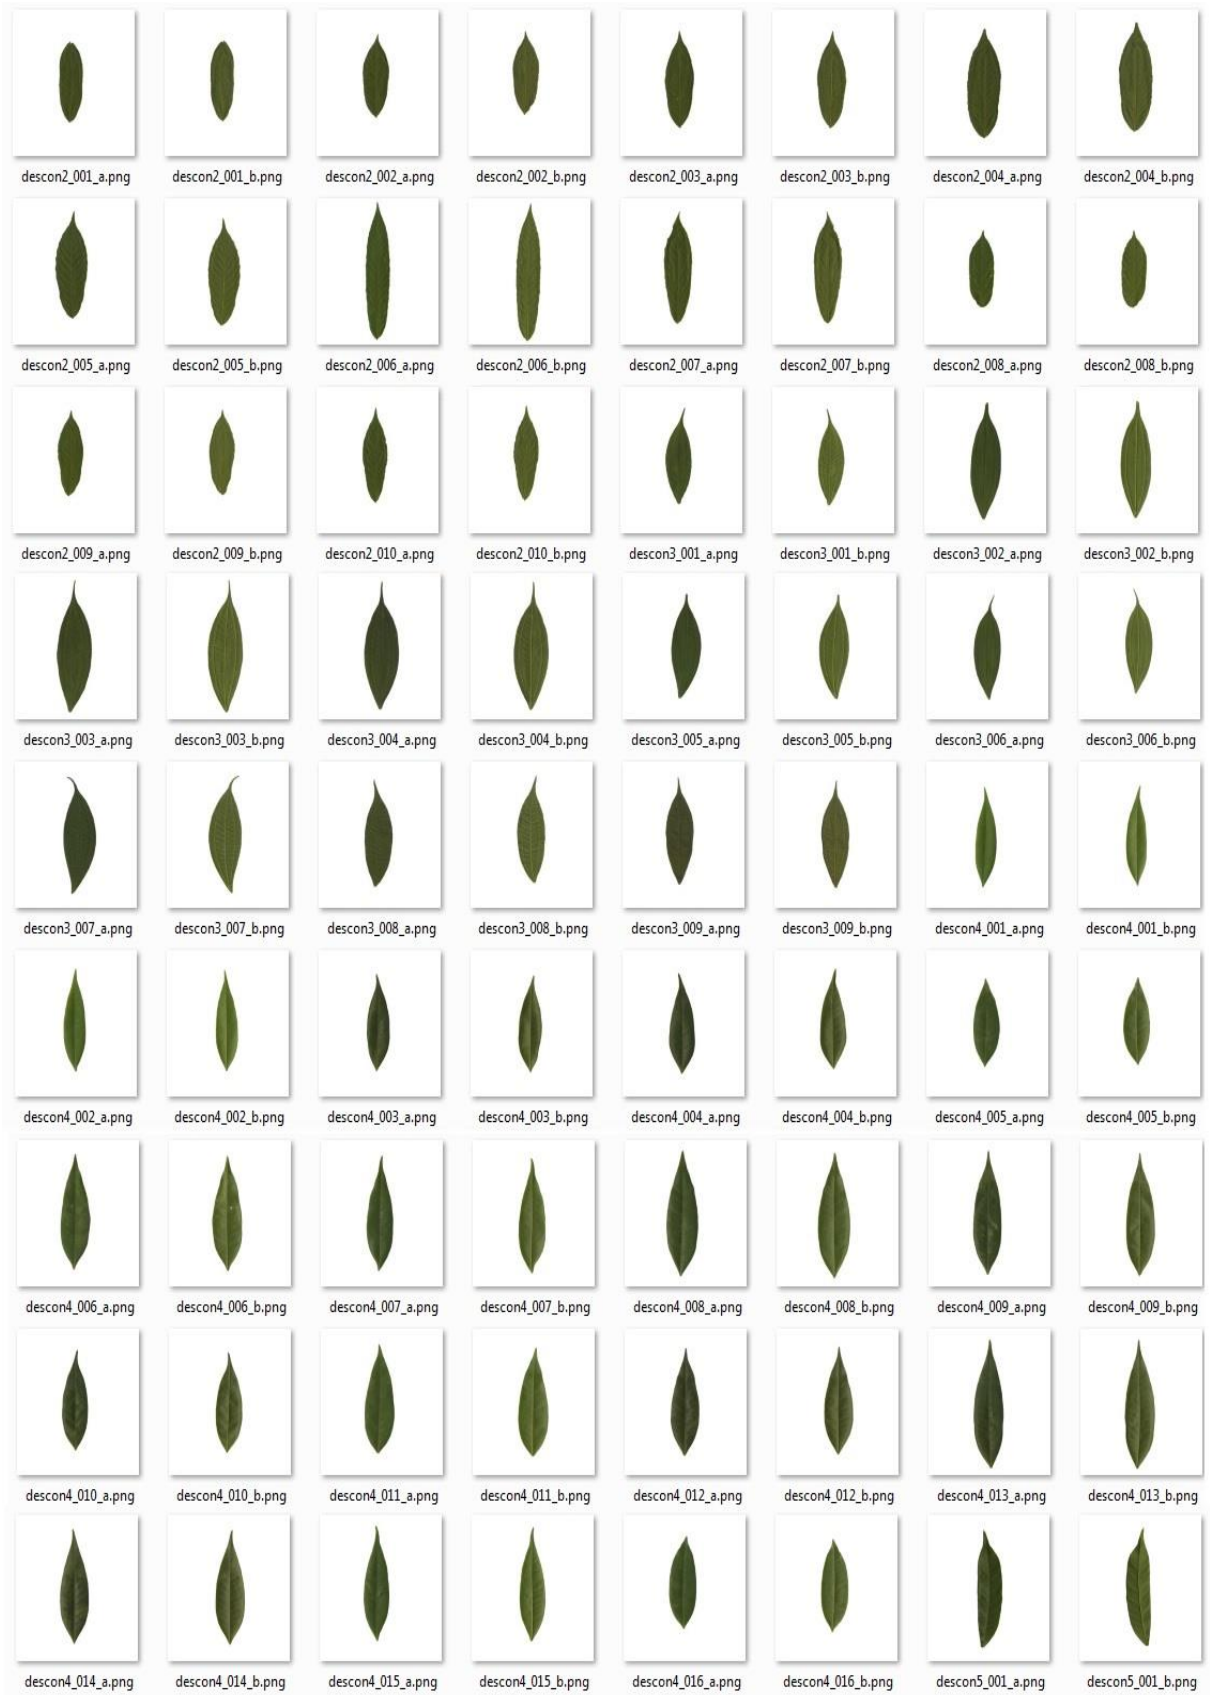 descon2_001_a.png descon2_001_b.png descon2_002_a.png descon2_002_b.png descon2_003_a.png descon2_003_b.png descon2_004_a.png descon2_004_b.png
descon2_005_a.png descon2_005_b.png descon2_006_a.png descon2_006_b.png descon2_007_a.png descon2_007_b.png descon2_008_a.png descon2_008_b.png
descon2_009_a.png descon2_009_b.png descon2_010_a.png descon2_010_b.png descon3_001_a.png descon3_001_b.png descon3_002_a.png descon3_002_b.png
descon3_003_a.png descon3_003_b.png descon3_004_a.png descon3_004_b.png descon3_005_a.png descon3_005_b.png descon3_006_a.png descon3_006_b.png
descon3_007_a.png descon3_007_b.png descon3_008_a.png descon3_008_b.png descon3_009_a.png descon3_009_b.png descon4_001_a.png descon4_001_b.png
descon4_002_a.png descon4_002_b.png descon4_003_a.png descon4_003_b.png descon4_004_a.png descon4_004_b.png descon4_005_a.png descon4_005_b.png
descon4_006_a.png descon4_006_b.png descon4_007_a.png descon4_007_b.png descon4_008_a.png descon4_008_b.png descon4_009_a.png descon4_009_b.png
descon4_010_a.png descon4_010_b.png descon4_011_a.png descon4_011_b.png descon4_012_a.png descon4_012_b.png descon4_013_a.png descon4_013_b.png
descon4_014_a.png descon4_014_b.png descon4_015_a.png descon4_015_b.png descon4_016_a.png descon4_016_b.png descon5_001_a.png descon5_001_b.png